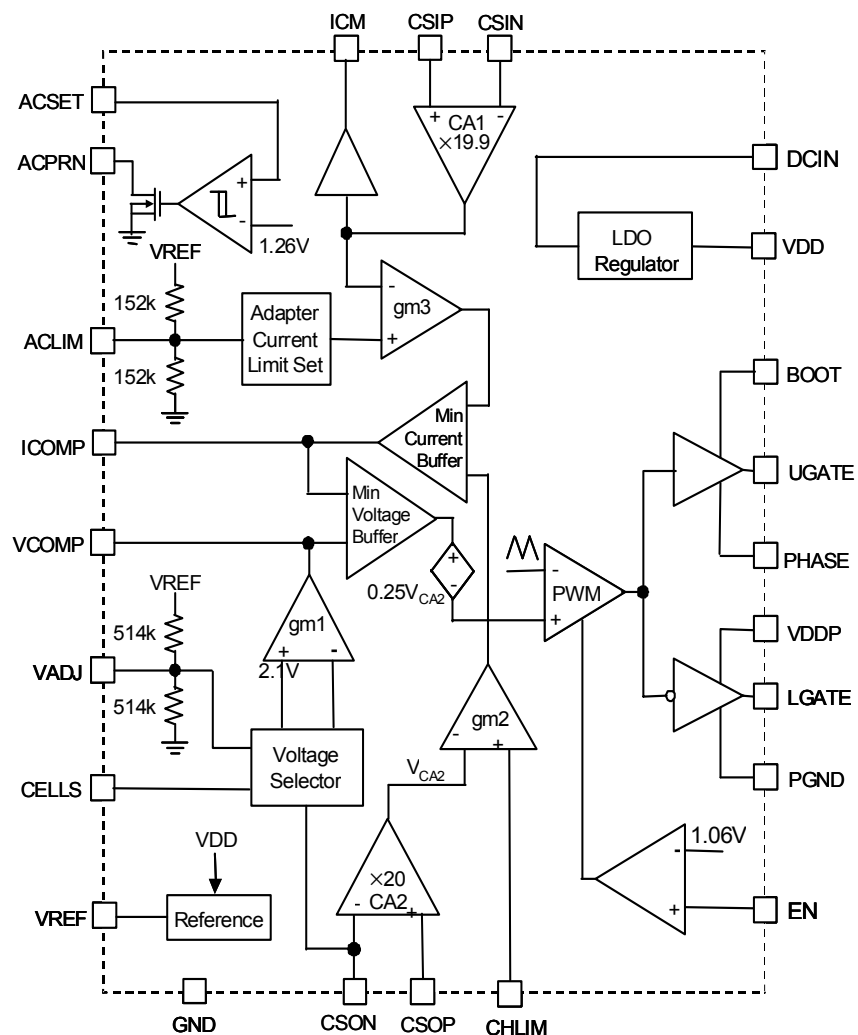 ICM
CSIP
CSIN
ACSET
ACPRN
+
-
1.26V
+
-
CA1
×19.9
DCIN
LDO
Regulator
VDD
VREF
152k
152k
ACLIM
Adapter
Current
Limit Set
-
gm3
+
BOOT
ICOMP
Min
Current
Buffer
UGATE
Min
Voltage
Buffer
VCOMP
+
-
0.25VCA2
-
PWM
+
PHASE
VREF
514k
514k
VADJ
gm1
+
-
2.1V
VDDP
LGATE
gm2
-
+
Voltage
Selector
CELLS
VCA2
PGND
VDD
×20
CA2
-
+
1.06V
-
+
VREF
Reference
EN
GND
CSON
CSOP
CHLIM